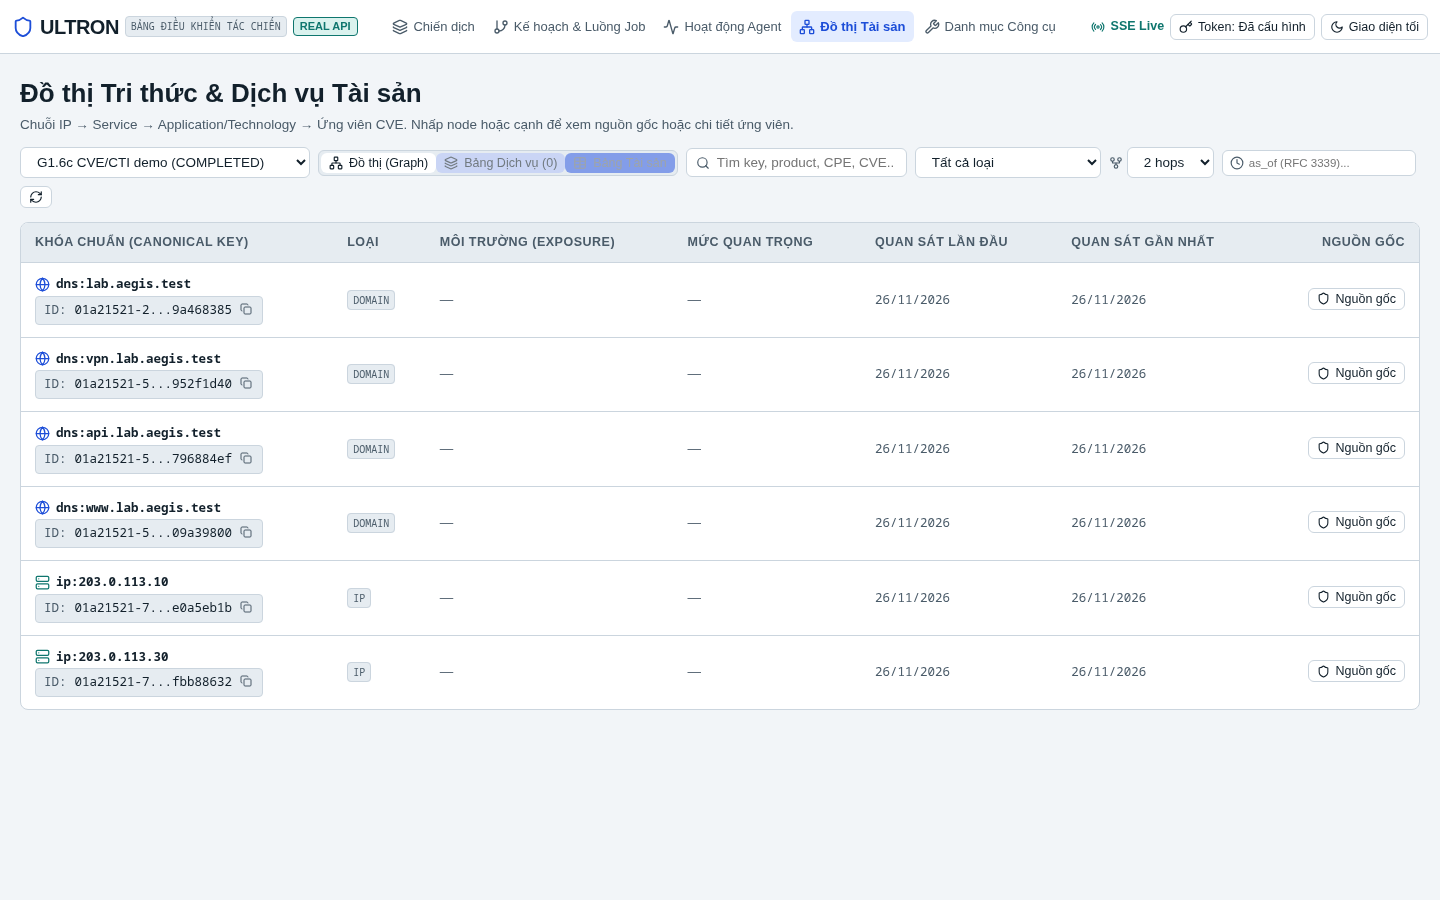 ULTRON BẢNG ĐIỀU KHIỂN TÁC CHIẾN REAL API Chiến dịch Kế hoạch & Luồng Job Hoạt động Agent Đồ thị Tài sản Danh mục Công cụ SSE Live Token: Đã cấu hình Giao diện tối
Đồ thị Tri thức & Dịch vụ Tài sản
Chuỗi IP → Service → Application/Technology → Ứng viên CVE. Nhấp node hoặc cạnh để xem nguồn gốc hoặc chi tiết ứng viên.
G1.6c CVE/CTI demo (COMPLETED) Đồ thị (Graph) Bảng Dịch vụ (0) Tìm key, product, CPE, CVE.. Tất cả loại 2 hops as_of (RFC 3339)...
KHÓA CHUẨN (CANONICAL KEY) LOẠI MÔI TRƯỜNG (EXPOSURE) MỨC QUAN TRỌNG QUAN SÁT LẦN ĐẦU QUAN SÁT GẦN NHẤT NGUỒN GỐC
dns:lab.aegis.test
ID: 01a21521-2...9a468385 DOMAIN — — 26/11/2026 26/11/2026 Nguồn gốc
dns:vpn.lab.aegis.test
ID: 01a21521-5...952f1d40 DOMAIN — — 26/11/2026 26/11/2026 Nguồn gốc
dns:api.lab.aegis.test
ID: 01a21521-5...796884ef DOMAIN — — 26/11/2026 26/11/2026 Nguồn gốc
dns:www.lab.aegis.test
ID: 01a21521-5...09a39800 DOMAIN — — 26/11/2026 26/11/2026 Nguồn gốc
ip:203.0.113.10
ID: 01a21521-7...e0a5eb1b IP — — 26/11/2026 26/11/2026 Nguồn gốc
ip:203.0.113.30
ID: 01a21521-7...fbb88632 IP — — 26/11/2026 26/11/2026 Nguồn gốc